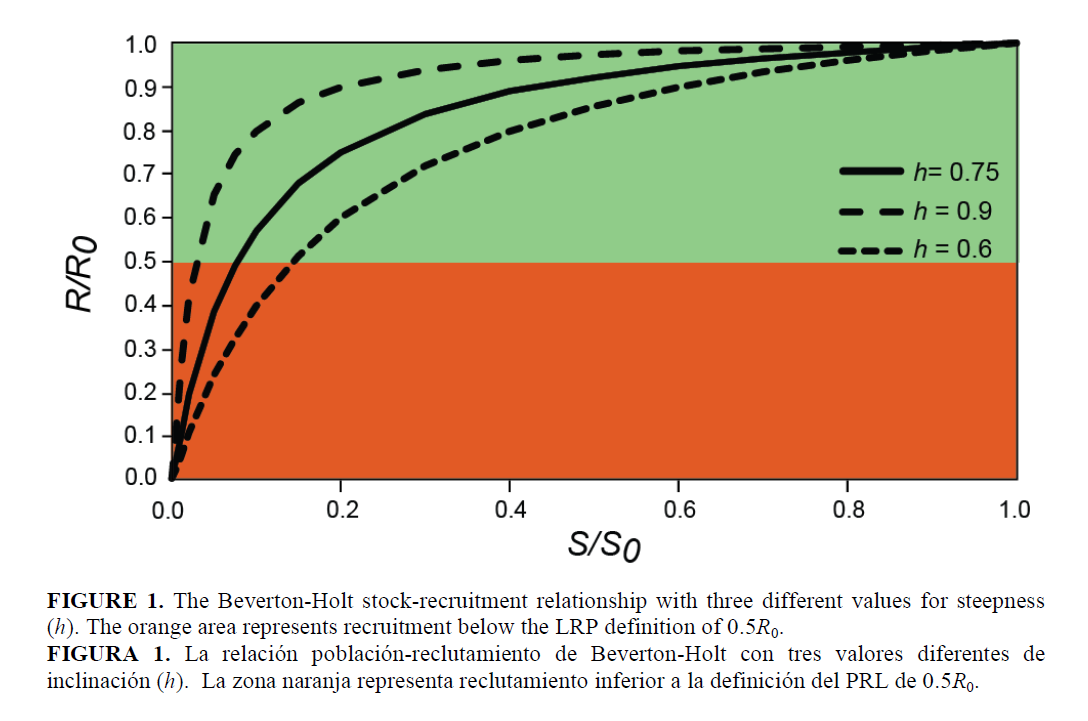 1.0
0.9
0.8
0.7
0.6
0.5
0.4
0.3
0.2
0.1
0.0
R/R0
h= 0.75
h = 0.9
h = 0.6
0.0 0.2 0.4 0.6 0.8 1.0
S/S0
FIGURE 1. The Beverton-Holt stock-recruitment relationship with three different values for steepness
(h). The orange area represents recruitment below the LRP definition of 0.5R0.
FIGURA 1. La relación población-reclutamiento de Beverton-Holt con tres valores diferentes de
inclinación (h). La zona naranja representa reclutamiento inferior a la definición del PRL de 0.5R0.